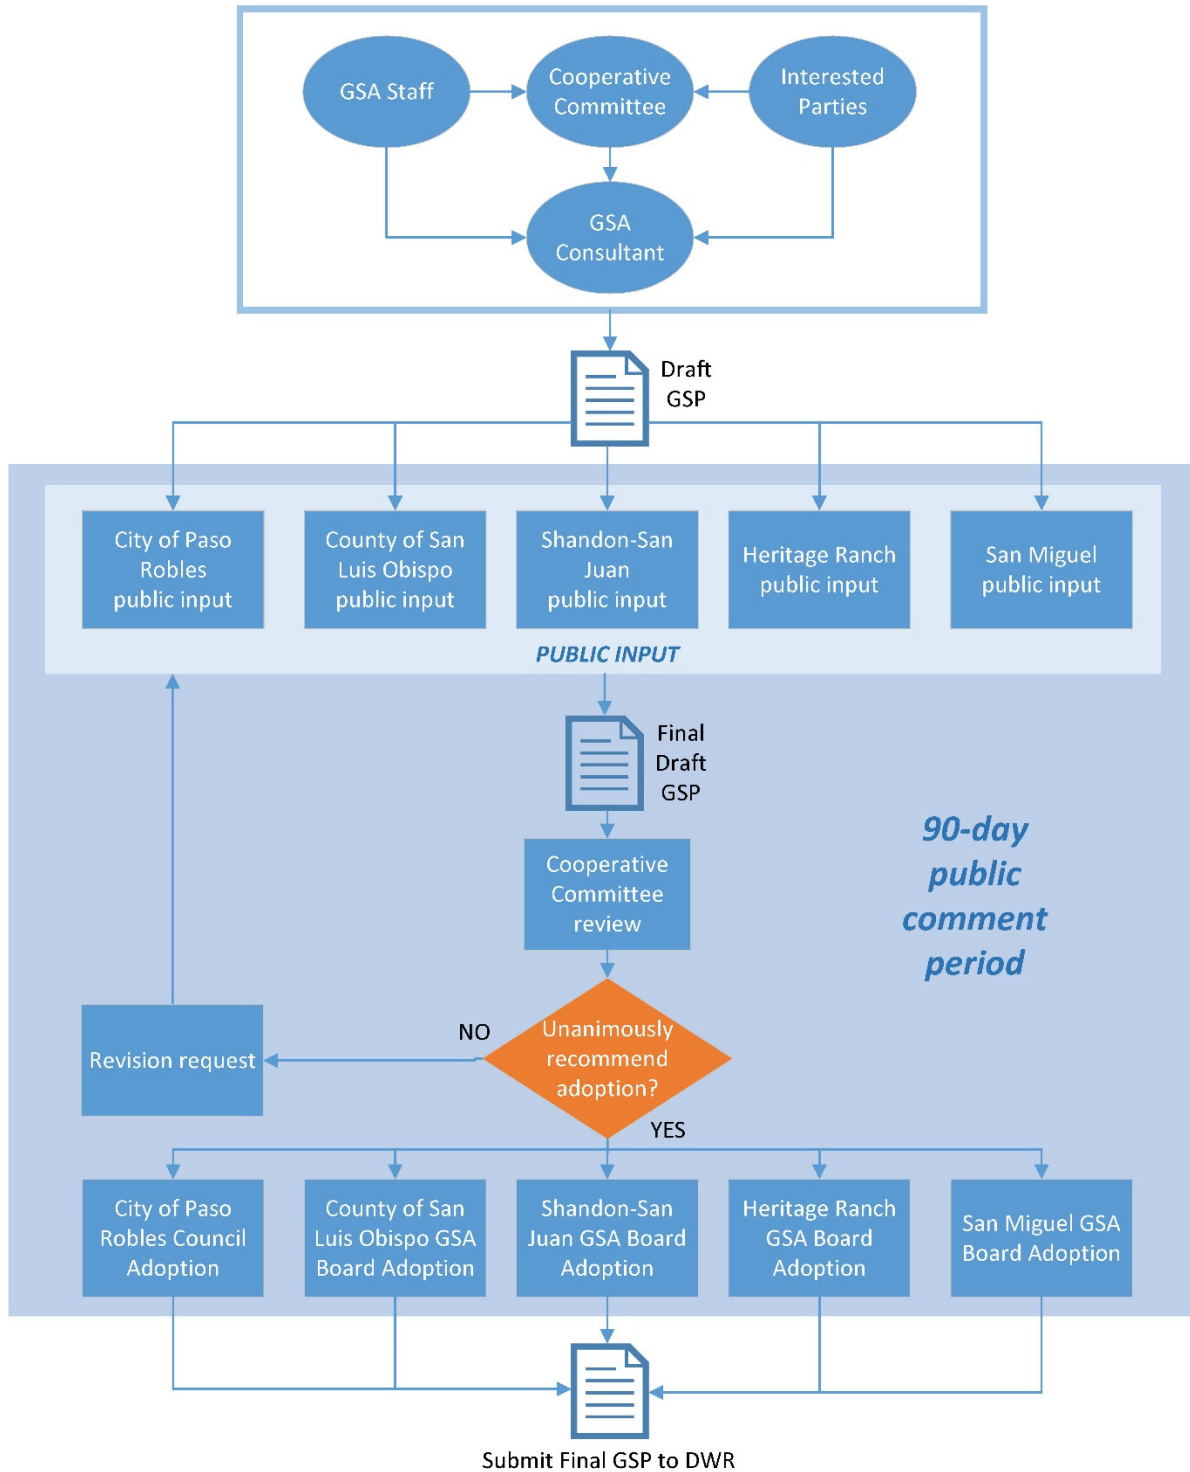 GSA Staff
Cooperative
Committee
Interested
Parties
GSA
Consultant
Draft
GSP
City of Paso
Robles
public input
County of San
Luis Obispo
public input
Shandon-San
Juan
public input
Heritage Ranch
public input
San Miguel
public input
PUBLIC INPUT
Final
Draft
GSP
90-day
public
comment
period
Cooperative
Committee
review
Unanimously
recommend
adoption?
NO
Revision request
YES
City of Paso
Robles Council
Adoption
County of San
Luis Obispo GSA
Board Adoption
Shandon-San
Juan GSA Board
Adoption
Heritage Ranch
GSA Board
Adoption
San Miguel GSA
Board Adoption
Submit Final GSP to DWR